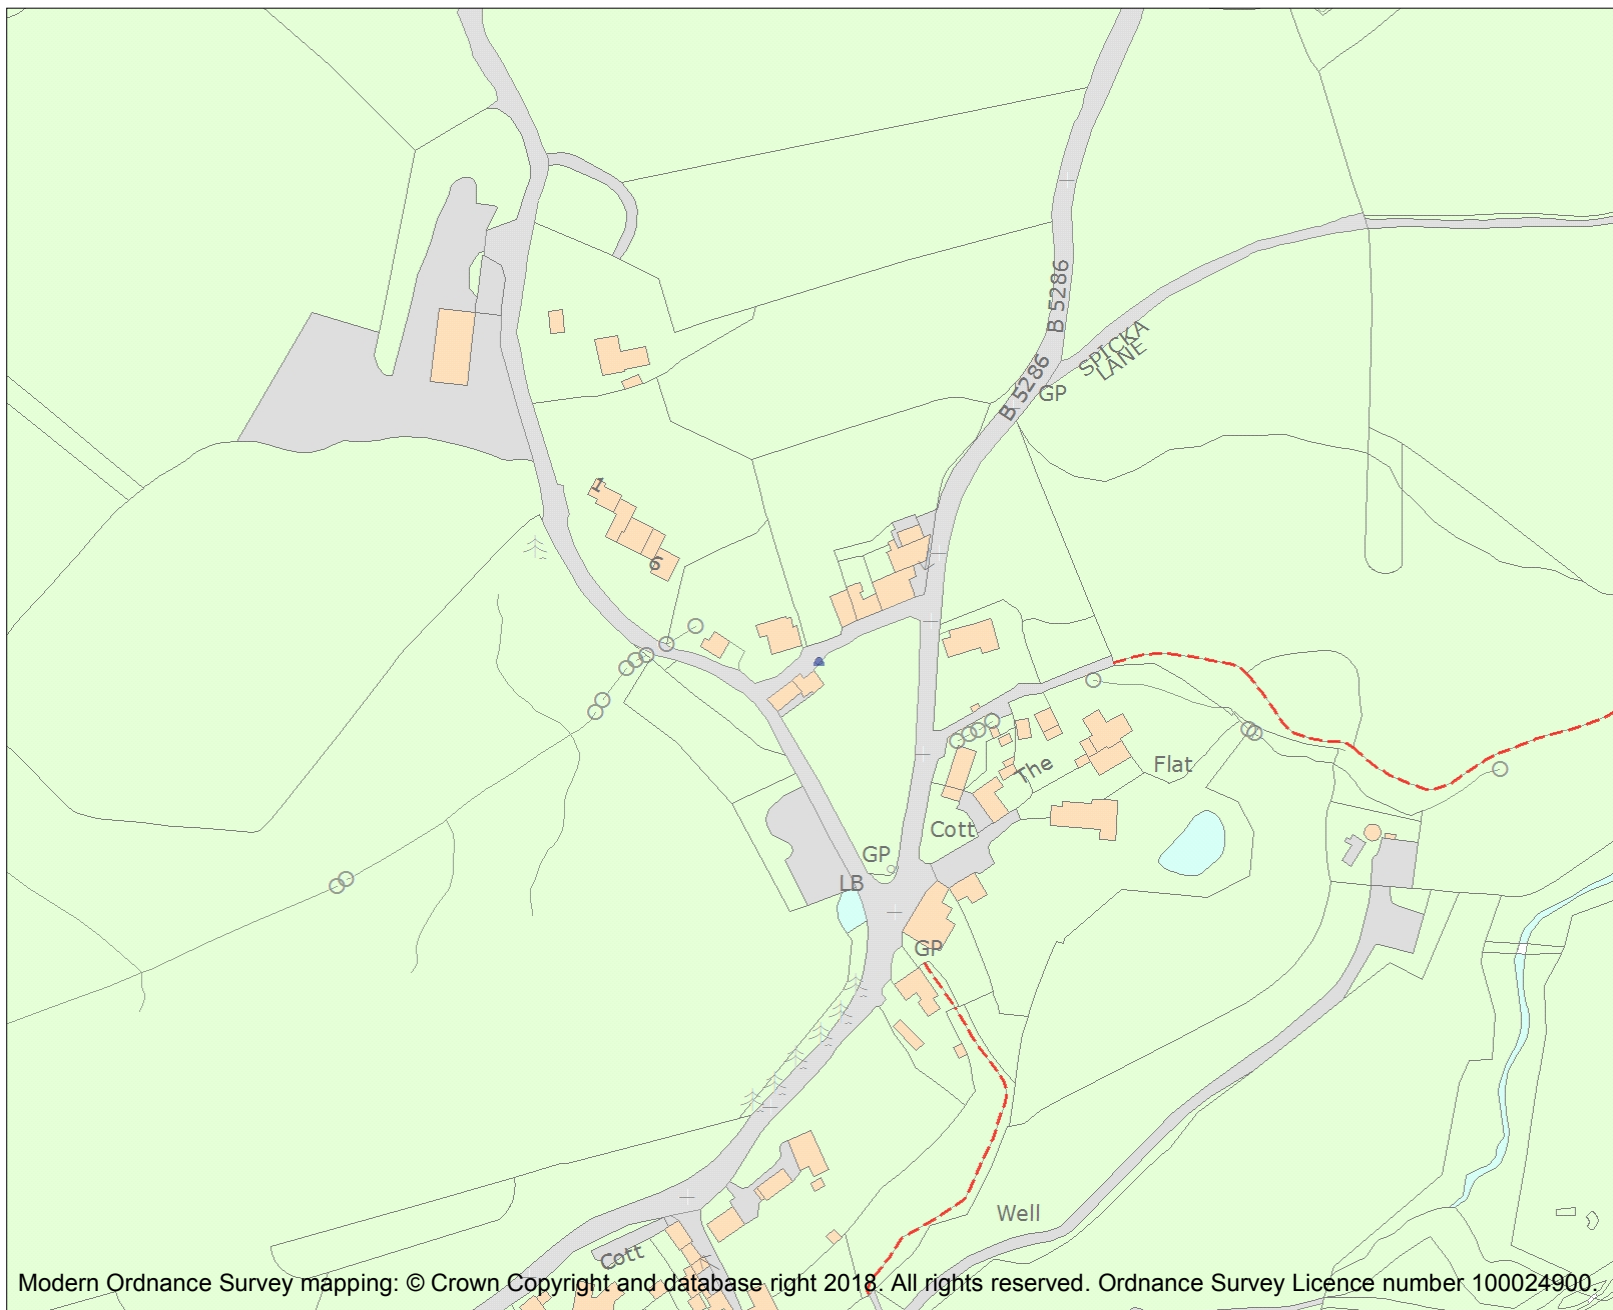 B 5286
B 5286
SPICKA
LANE
GP
1
6
The
Flat
Cott
GP
LB
GP
Well
Cott
Modern Ordnance Survey mapping: © Crown Copyright and database right 2018. All rights reserved. Ordnance Survey Licence number 100024900.